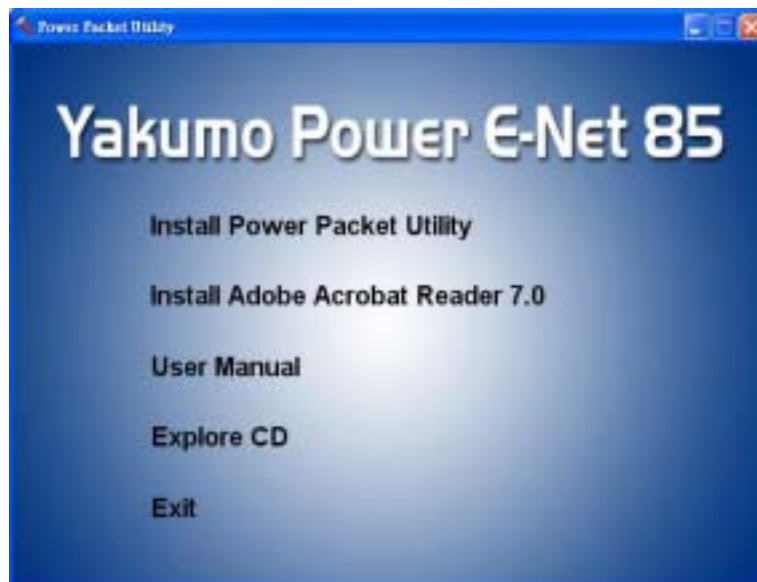 Power Packet Utility
Yakumo Power E-Net 85
Install Power Packet Utility
Install Adobe Acrobat Reader 7.0
User Manual
Explore CD
Exit